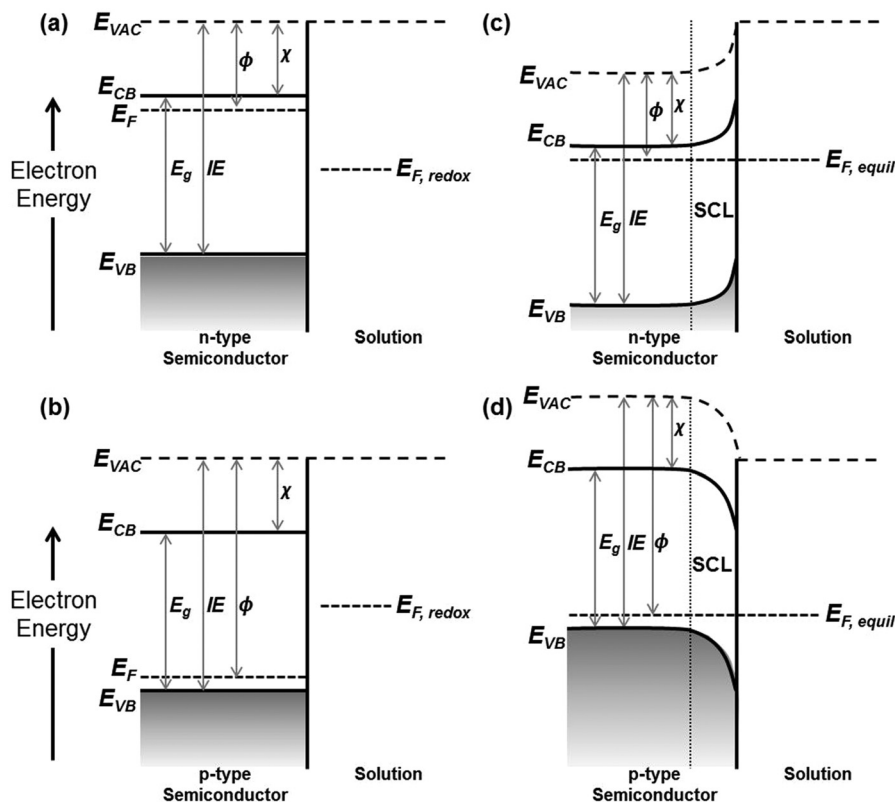 (a)
E_VAC
ϕ
χ
E_CB
E_F
Electron
Energy
E_g IE
E_F, redox
E_VB
n-type
Semiconductor
Solution
(c)
E_VAC
ϕ
χ
E_CB
E_F, equil
E_g IE
SCL
E_VB
n-type
Semiconductor
Solution
(b)
E_VAC
χ
E_CB
Electron
Energy
E_g IE ϕ
E_F, redox
E_F
E_VB
p-type
Semiconductor
Solution
(d)
E_VAC
χ
E_CB
E_g IE ϕ
SCL
E_F, equil
E_VB
p-type
Semiconductor
Solution